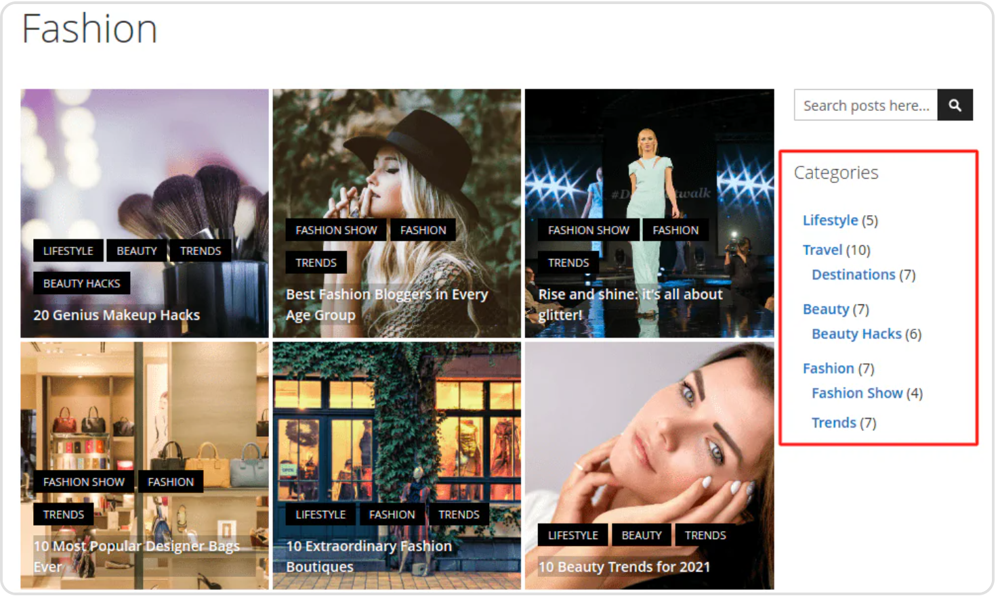 Fashion
LIFESTYLE BEAUTY TRENDS
BEAUTY HACKS
20 Genius Makeup Hacks
FASHION SHOW FASHION
TRENDS
Best Fashion Bloggers in Every
Age Group
#D
twalk
FASHION SHOW FASHION
TRENDS
Rise and shine: it’s all about
glitter!
FASHION SHOW FASHION
TRENDS
10 Most Popular Designer Bags
Ever
OPEN
LIFESTYLE FASHION TRENDS
10 Extraordinary Fashion
Boutiques
LIFESTYLE BEAUTY TRENDS
10 Beauty Trends for 2021
Search posts here...
Categories
Lifestyle (5)
Travel (10)
Destinations (7)
Beauty (7)
Beauty Hacks (6)
Fashion (7)
Fashion Show (4)
Trends (7)